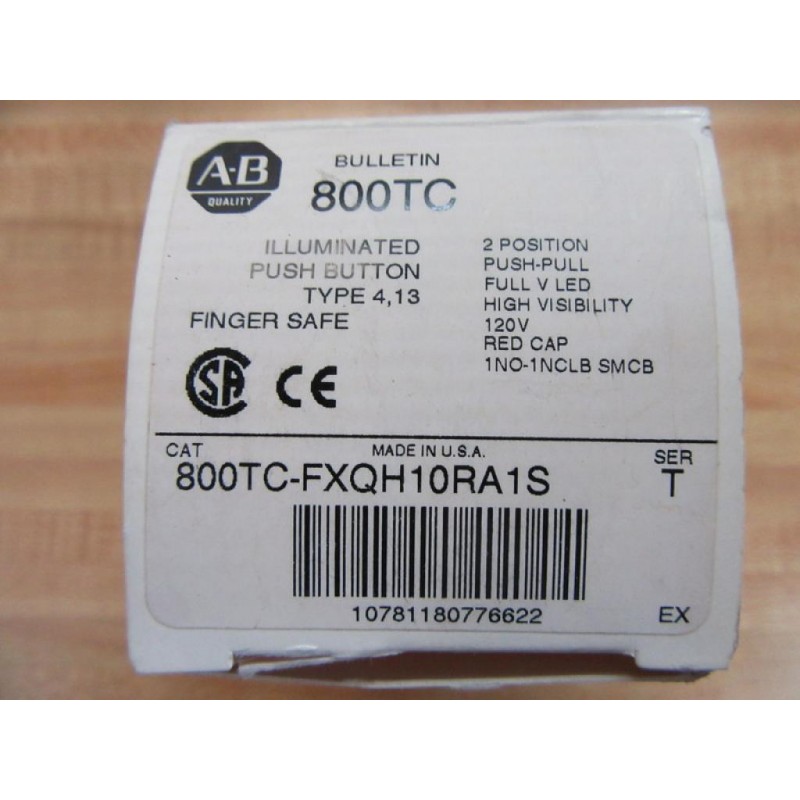 A-B
QUALITY
BULLETIN
800TC
ILLUMINATED
PUSH BUTTON
TYPE 4,13
FINGER SAFE
2 POSITION
PUSH-PULL
FULL V LED
HIGH VISIBILITY
120V
RED CAP
1NO-1NCLB SMCB
SA
CE
CAT
MADE IN U.S.A.
SER
800TC-FXQH10RA1S
T
10781180776622
EX